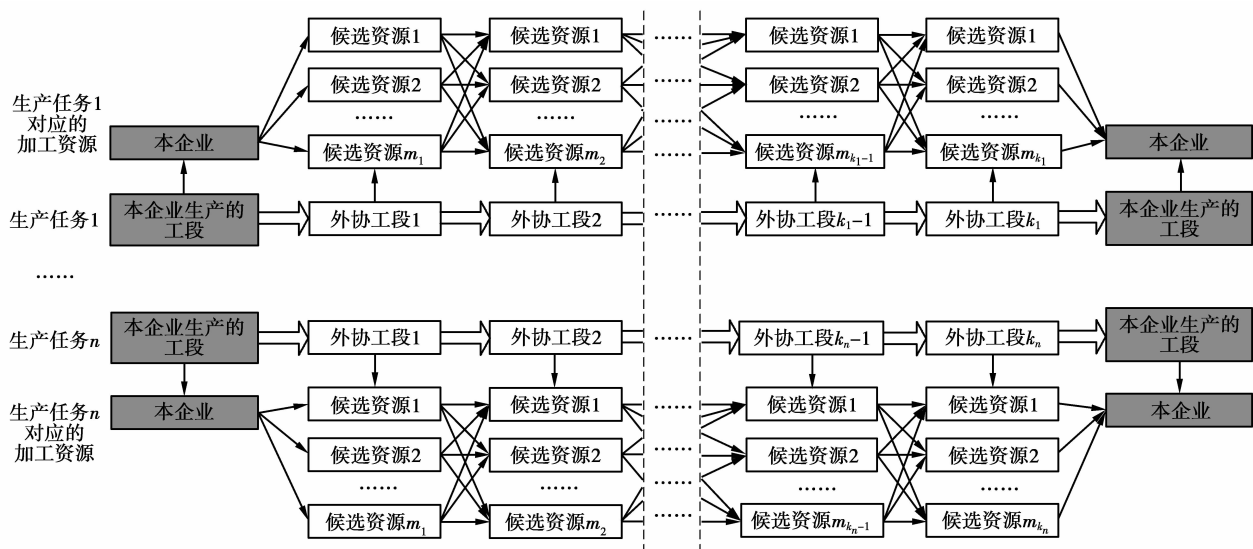 候选资源1 候选资源1 …… 候选资源1 候选资源1
候选资源2 候选资源2 …… 候选资源2 候选资源2
生产任务1
对应的
加工资源
本企业
…… …… …… ……
候选资源m₁ 候选资源m₂ …… 候选资源mₖ₁₋₁ 候选资源mₖ₁
本企业
生产任务1
本企业生产的
工段
外协工段1 外协工段2 …… 外协工段k₁-1 外协工段k₁
本企业生产的
工段
……
生产任务n
本企业生产的
工段
外协工段1 外协工段2 …… 外协工段kₙ-1 外协工段kₙ
本企业生产的
工段
生产任务n
对应的
加工资源
本企业
候选资源1 候选资源1 …… 候选资源1 候选资源1
本企业
……
候选资源2 候选资源2 …… 候选资源2 候选资源2
…… …… …… …… ……
候选资源m₁ 候选资源m₂ …… 候选资源mₖₙ₋₁ 候选资源mₖₙ